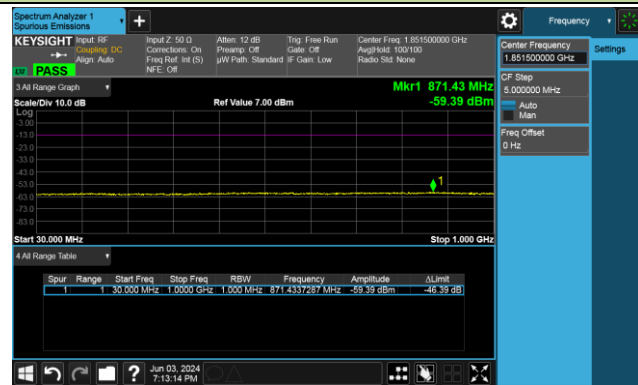 Spectrum Analyzer 1
Spurious Emissions
Frequency
KEYSIGHT
Input: RF
Coupling: DC
Align: Auto
Input Z: 50 Ω
Corrections: On
Freq Ref: Int (S)
NFE: Off
Atten: 12 dB
Preamp: Off
µW Path: Standard
Trig: Free Run
Gate: Off
IF Gain: Low
Center Freq: 1.851500000 GHz
Avg|Hold: 100/100
Radio Std: None
PASS
Center Frequency
1.851500000 GHz
Settings
CF Step
5.000000 MHz
Auto
Man
Freq Offset
0 Hz
3 All Range Graph
Mkr1 871.43 MHz
Scale/Div 10.0 dB
Ref Value 7.00 dBm
-59.39 dBm
Log
-3.00
-13.0
-23.0
-33.0
-43.0
-53.0
-63.0
-73.0
-83.0
1
Start 30.000 MHz
Stop 1.000 GHz
4 All Range Table
Spur Range Start Freq Stop Freq RBW Frequency Amplitude ΔLimit
1 1 30.000 MHz 1.0000 GHz 1.000 MHz 871.4337287 MHz -59.39 dBm -46.39 dB
?
Jun 03, 2024
7:13:14 PM